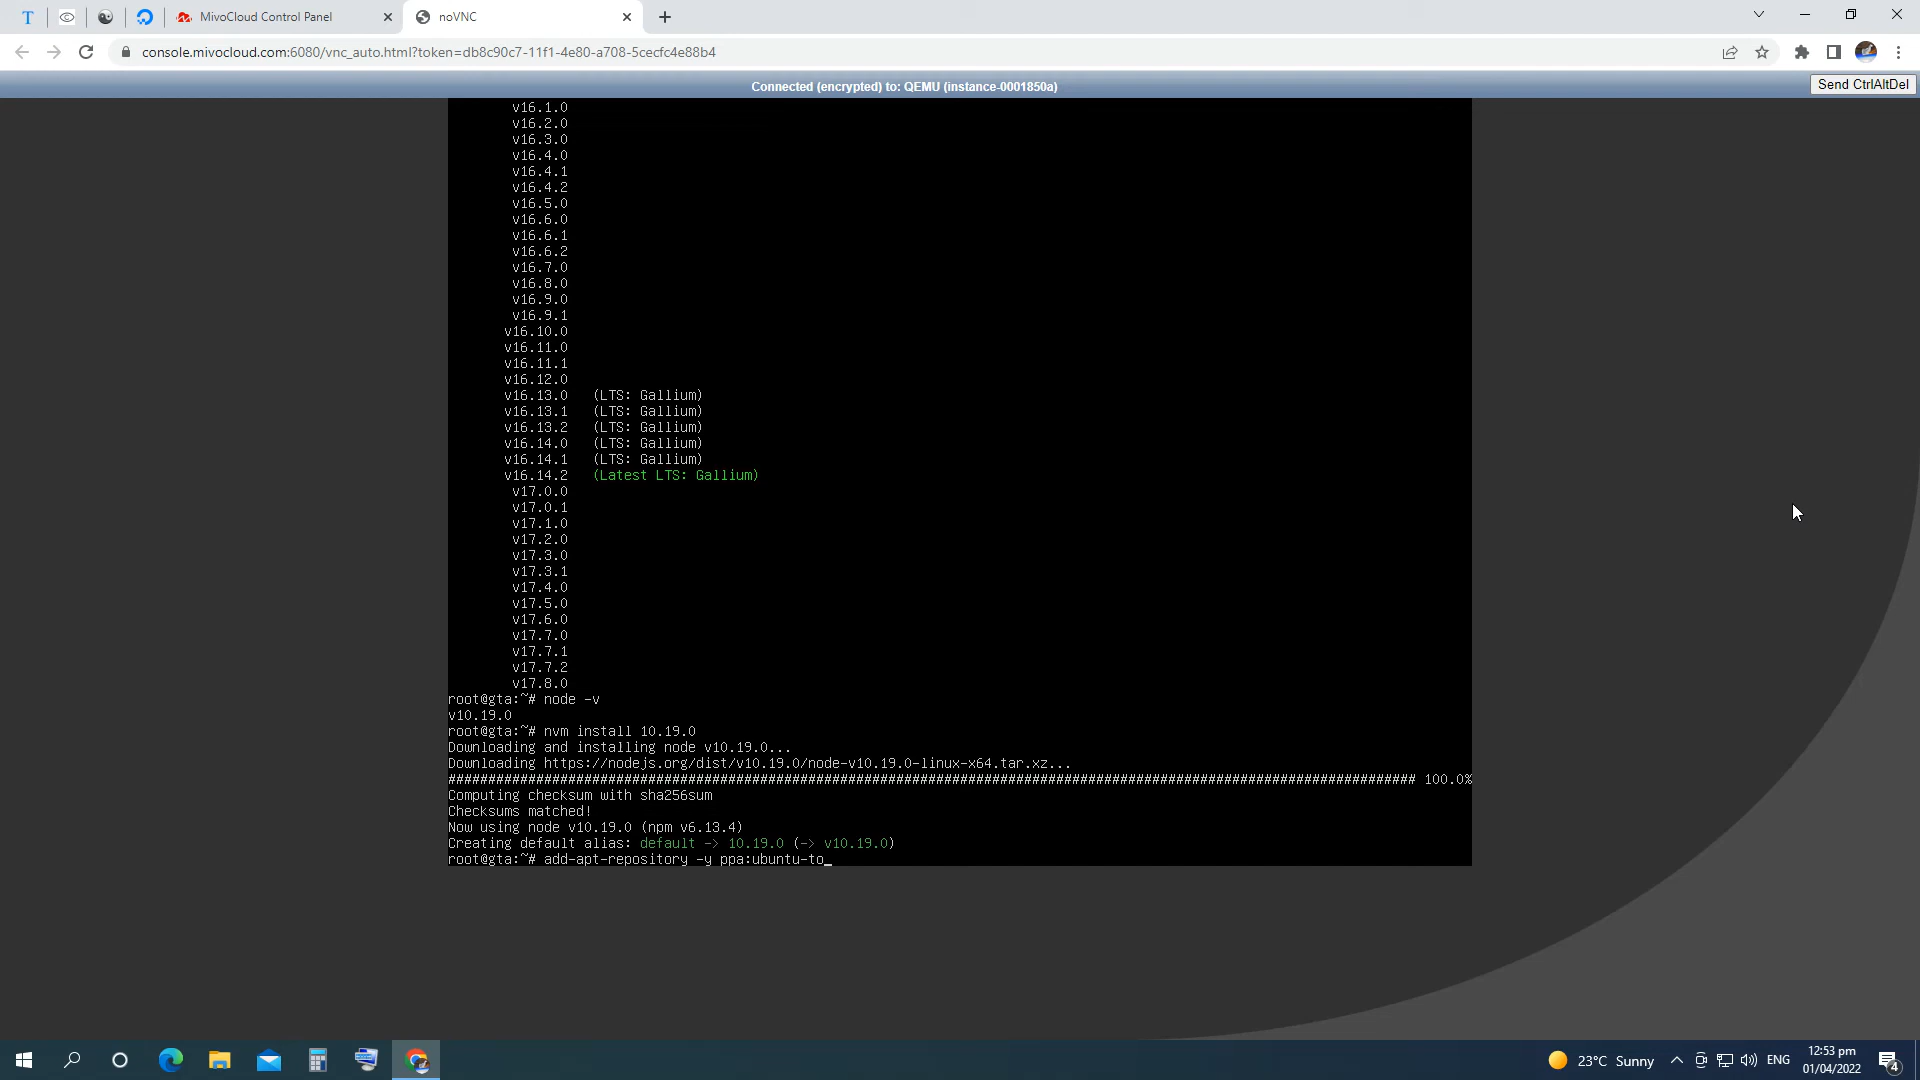 MivoCloud Control Panel
noVNC
console.mivocloud.com:6080/vnc_auto.html?token=db8c90c7-11f1-4e80-a708-5cecfc4e88b4
Connected (encrypted) to: QEMU (instance-0001850a)
Send CtrlAltDel
v16.1.0
v16.2.0
v16.3.0
v16.4.0
v16.4.1
v16.4.2
v16.5.0
v16.6.0
v16.6.1
v16.6.2
v16.7.0
v16.8.0
v16.9.0
v16.9.1
v16.10.0
v16.11.0
v16.11.1
v16.12.0
v16.13.0 (LTS: Gallium)
v16.13.1 (LTS: Gallium)
v16.13.2 (LTS: Gallium)
v16.14.0 (LTS: Gallium)
v16.14.1 (LTS: Gallium)
v16.14.2 (Latest LTS: Gallium)
v17.0.0
v17.0.1
v17.1.0
v17.2.0
v17.3.0
v17.3.1
v17.4.0
v17.5.0
v17.6.0
v17.7.0
v17.7.1
v17.7.2
v17.8.0
root@gta:~# node -v
v10.19.0
root@gta:~# nvm install 10.19.0
Downloading and installing node v10.19.0...
Downloading https://nodejs.org/dist/v10.19.0/node-v10.19.0-linux-x64.tar.xz...
######################################################################################################################### 100.0%
Computing checksum with sha256sum
Checksums matched!
Now using node v10.19.0 (npm v6.13.4)
Creating default alias: default -> 10.19.0 (-> v10.19.0)
root@gta:~# add-apt-repository -y ppa:ubuntu-to_
23°C Sunny
ENG
12:53 pm
01/04/2022
4